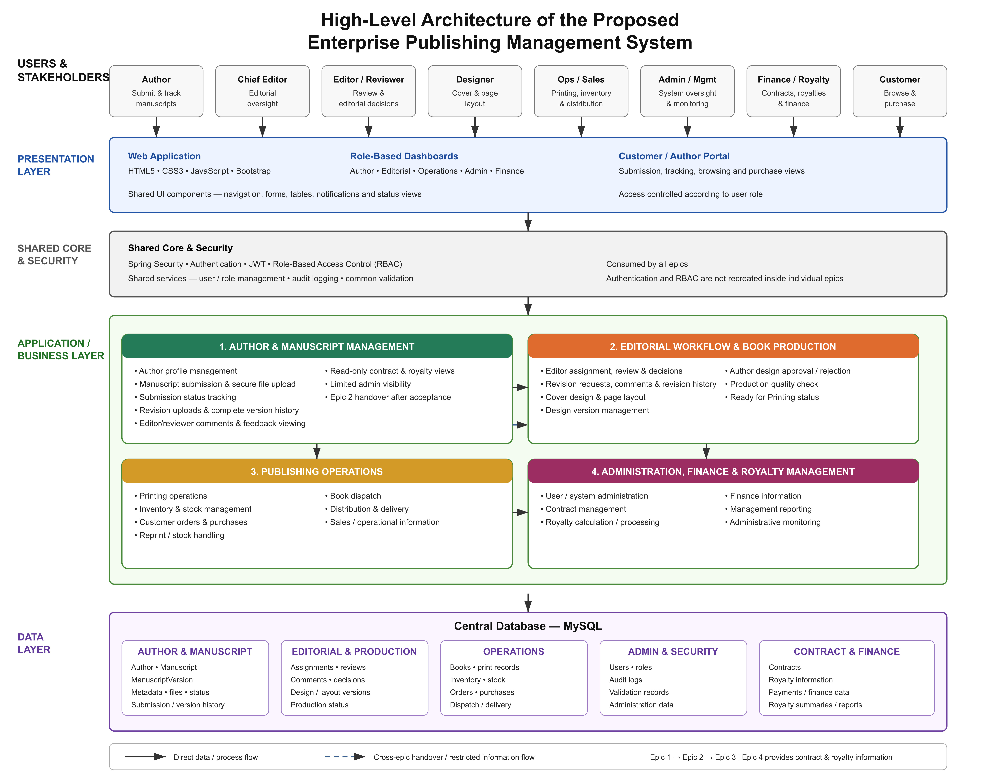 High-Level Architecture of the Proposed
Enterprise Publishing Management System
USERS &
STAKEHOLDERS
Author
Submit & track
manuscripts
Chief Editor
Editorial
oversight
Editor / Reviewer
Review &
editorial decisions
Designer
Cover & page
layout
Ops / Sales
Printing, inventory
& distribution
Admin / Mgmt
System oversight
& monitoring
Finance / Royalty
Contracts, royalties
& finance
Customer
Browse &
purchase
PRESENTATION
LAYER
Web Application
HTML5 • CSS3 • JavaScript • Bootstrap
Role-Based Dashboards
Author • Editorial • Operations • Admin • Finance
Customer / Author Portal
Submission, tracking, browsing and purchase views
Shared UI components — navigation, forms, tables, notifications and status views
Access controlled according to user role
SHARED CORE
& SECURITY
Shared Core & Security
Spring Security • Authentication • JWT • Role-Based Access Control (RBAC)
Shared services — user / role management • audit logging • common validation
Consumed by all epics
Authentication and RBAC are not recreated inside individual epics
APPLICATION /
BUSINESS LAYER
1. AUTHOR & MANUSCRIPT MANAGEMENT
• Author profile management
• Manuscript submission & secure file upload
• Submission status tracking
• Revision uploads & complete version history
• Editor/reviewer comments & feedback viewing
• Read-only contract & royalty views
• Limited admin visibility
• Epic 2 handover after acceptance
2. EDITORIAL WORKFLOW & BOOK PRODUCTION
• Editor assignment, review & decisions
• Revision requests, comments & revision history
• Cover design & page layout
• Design version management
• Author design approval / rejection
• Production quality check
• Ready for Printing status
3. PUBLISHING OPERATIONS
• Printing operations
• Inventory & stock management
• Customer orders & purchases
• Reprint / stock handling
• Book dispatch
• Distribution & delivery
• Sales / operational information
4. ADMINISTRATION, FINANCE & ROYALTY MANAGEMENT
• User / system administration
• Contract management
• Royalty calculation / processing
• Finance information
• Management reporting
• Administrative monitoring
DATA
LAYER
Central Database — MySQL
AUTHOR & MANUSCRIPT
Author • Manuscript
ManuscriptVersion
Metadata • files • status
Submission / version history
EDITORIAL & PRODUCTION
Assignments • reviews
Comments • decisions
Design / layout versions
Production status
OPERATIONS
Books • print records
Inventory • stock
Orders • purchases
Dispatch / delivery
ADMIN & SECURITY
Users • roles
Audit logs
Validation records
Administration data
CONTRACT & FINANCE
Contracts
Royalty information
Payments / finance data
Royalty summaries / reports
Direct data / process flow
Cross-epic handover / restricted information flow
Epic 1 → Epic 2 → Epic 3 | Epic 4 provides contract & royalty information